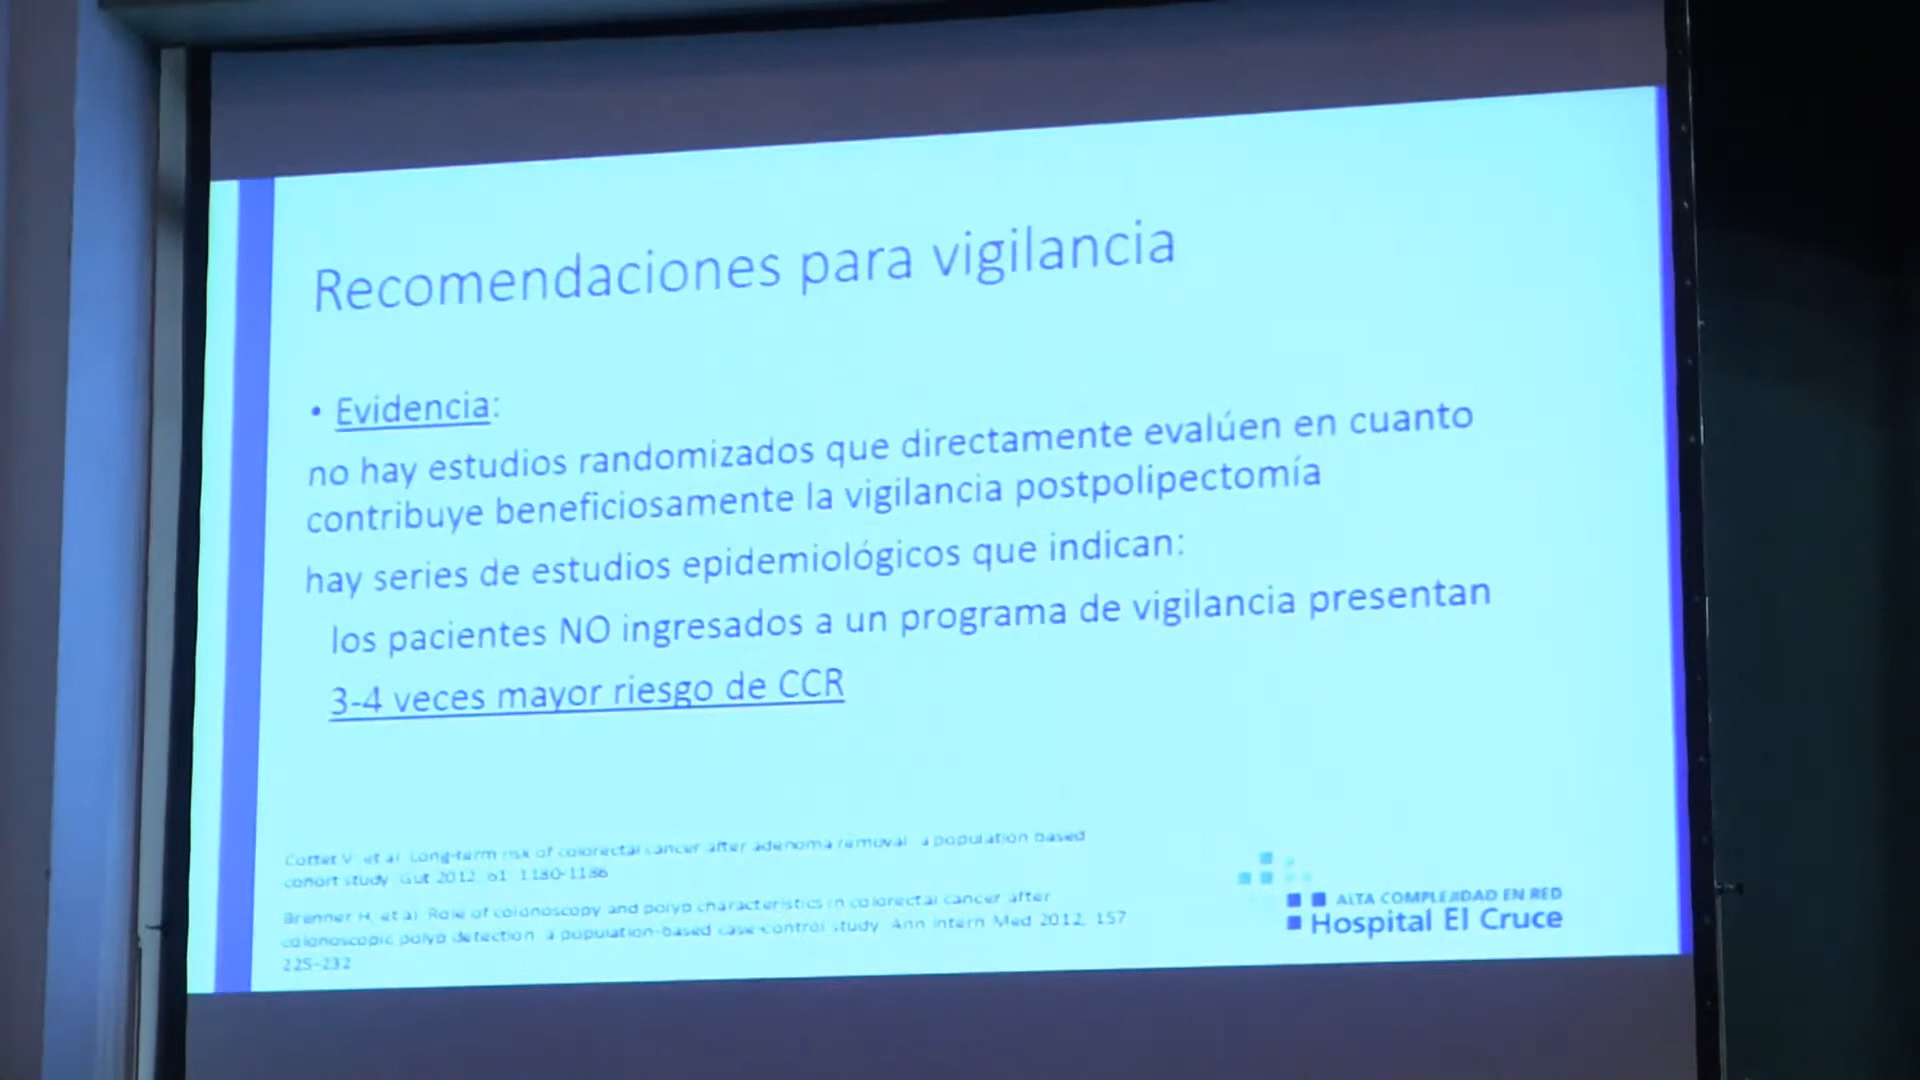 Recomendaciones para vigilancia
• Evidencia:
no hay estudios randomizados que directamente evalúen en cuanto
contribuye beneficiosamente la vigilancia postpolipectomía
hay series de estudios epidemiológicos que indican:
los pacientes NO ingresados a un programa de vigilancia presentan
3-4 veces mayor riesgo de CCR
Cottet V et al Long-term risk of colorectal cancer after adenoma removal a population based
cohort study Gut 2012 61 1180-1186
Brenner H, et al Role of colonoscopy and polyp characteristics in colorectal cancer after
colonoscopic polyp detection a population-based case-control study Ann Intern Med 2012, 157
225-232
ALTA COMPLEJIDAD EN RED
Hospital El Cruce